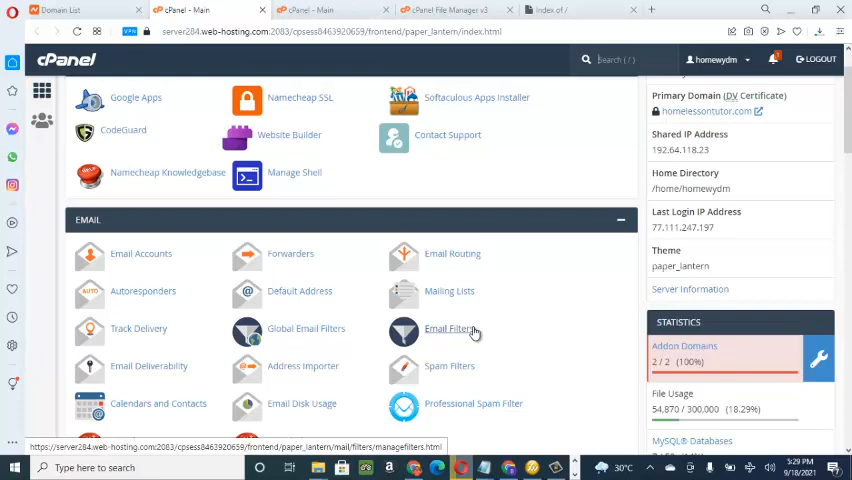 Domain List
cPanel - Main
cPanel - Main
cPanel File Manager v3
Index of /
VPN
server284.web-hosting.com:2083/cpsess8463920659/frontend/paper_lantern/index.html
cPanel
Search ( / )
homewydm
1
LOGOUT
Google Apps
Namecheap SSL
Softaculous Apps Installer
CodeGuard
Website Builder
Contact Support
HELP
Namecheap Knowledgebase
Manage Shell
EMAIL
Email Accounts
Forwarders
Email Routing
AUTO
Autoresponders
Default Address
Mailing Lists
Track Delivery
Global Email Filters
Email Filters
Email Deliverability
Address Importer
Spam Filters
Calendars and Contacts
Email Disk Usage
Professional Spam Filter
Primary Domain (DV Certificate)
homelessontutor.com
Shared IP Address
192.64.118.23
Home Directory
/home/homewydm
Last Login IP Address
77.111.247.197
Theme
paper_lantern
Server Information
STATISTICS
Addon Domains
2 / 2 (100%)
File Usage
54,870 / 300,000 (18.29%)
MySQL® Databases
https://server284.web-hosting.com:2083/cpsess8463920659/frontend/paper_lantern/mail/filters/managefilters.html
Type here to search
30°C
5:29 PM
9/18/2021